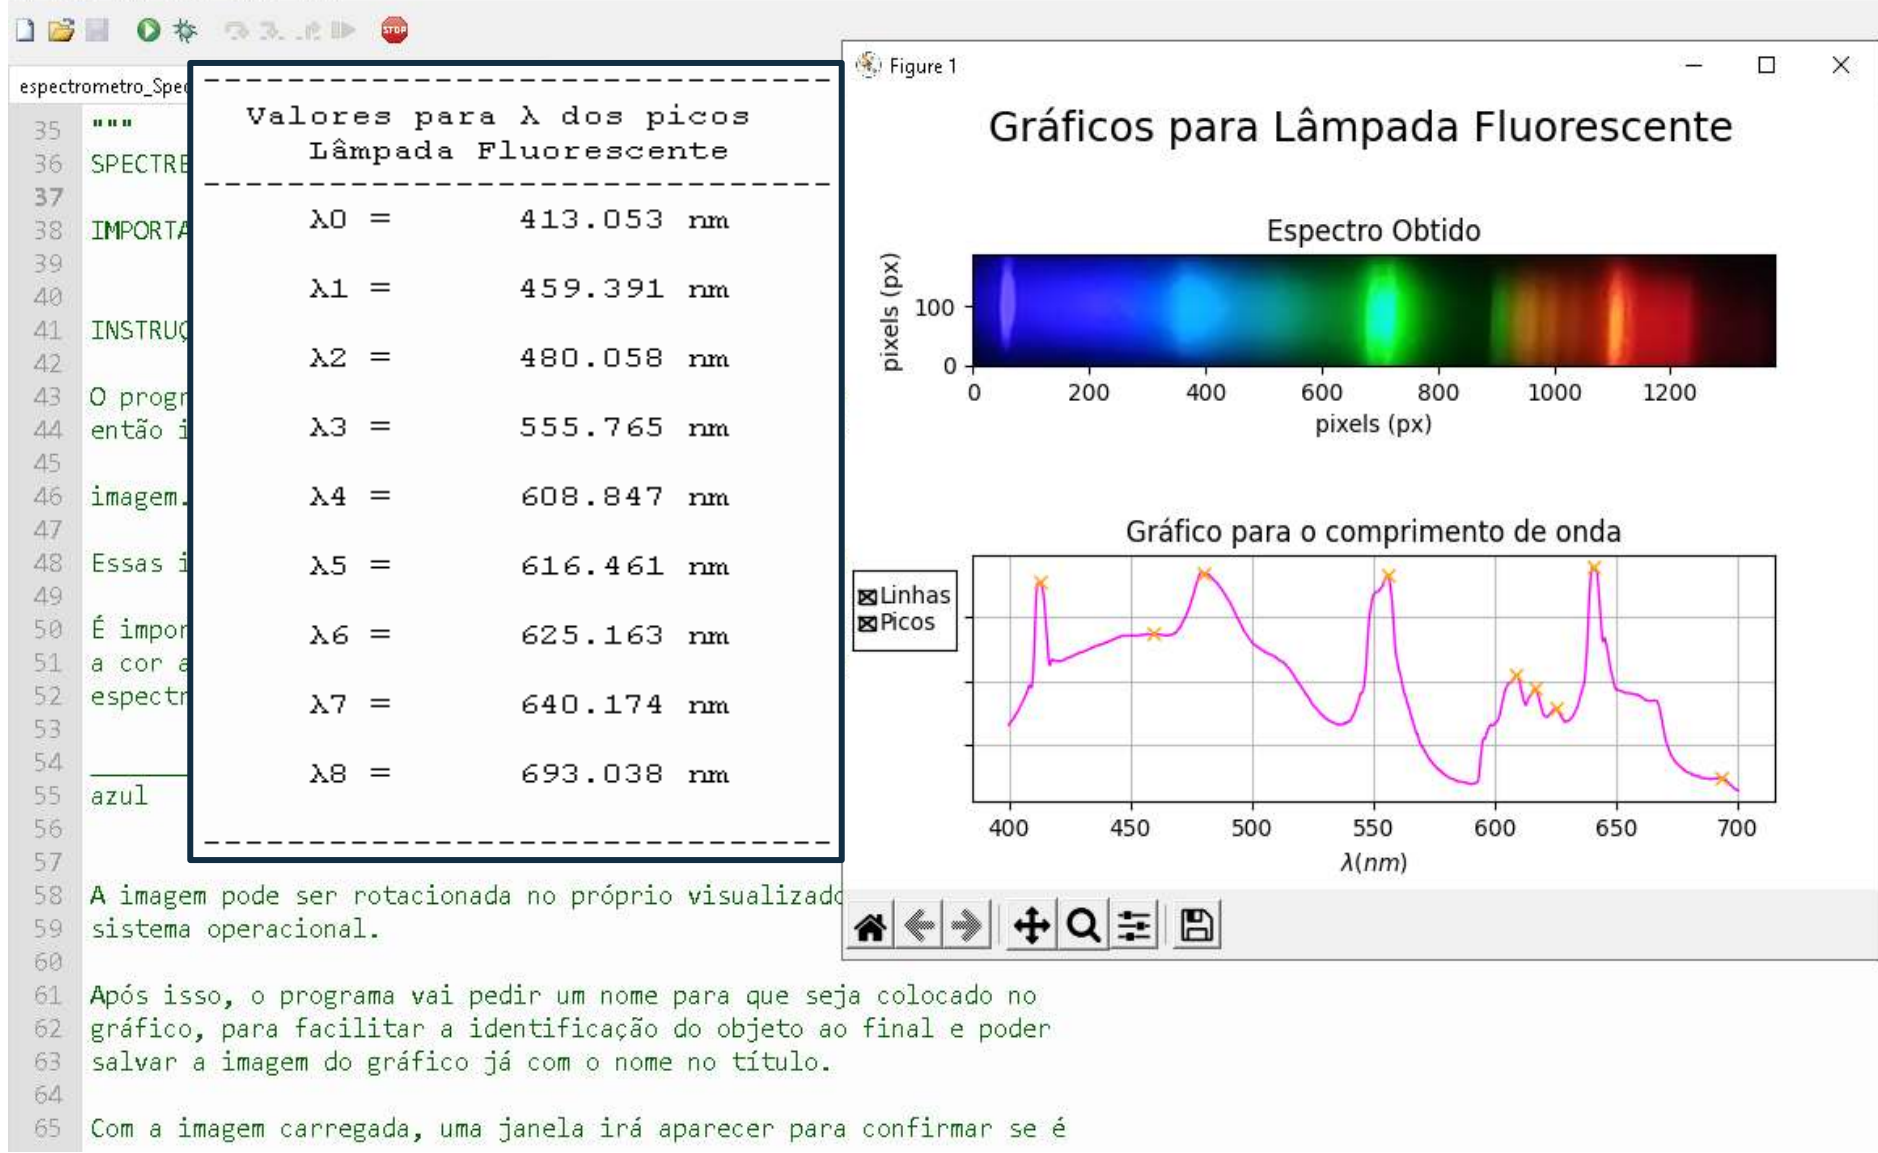 espectrometro_Spec
35 """
36 SPECTRE
37
38 IMPORTA
39
40
41 INSTRUÇ
42
43 O progr
44 então i
45
46 imagem.
47
48 Essas i
49
50 É impor
51 a cor a
52 espectr
53
54
55 azul
56
57
58 A imagem pode ser rotacionada no próprio visualizado
59 sistema operacional.
60
61 Após isso, o programa vai pedir um nome para que seja colocado no
62 gráfico, para facilitar a identificação do objeto ao final e poder
63 salvar a imagem do gráfico já com o nome no título.
64
65 Com a imagem carregada, uma janela irá aparecer para confirmar se é
STOP
Valores para λ dos picos
Lâmpada Fluorescente
λ0 = 413.053 nm
λ1 = 459.391 nm
λ2 = 480.058 nm
λ3 = 555.765 nm
λ4 = 608.847 nm
λ5 = 616.461 nm
λ6 = 625.163 nm
λ7 = 640.174 nm
λ8 = 693.038 nm
Figure 1
Gráficos para Lâmpada Fluorescente
Espectro Obtido
pixels (px)
100
0
0 200 400 600 800 1000 1200
pixels (px)
Gráfico para o comprimento de onda
Linhas
Picos
400 450 500 550 600 650 700
λ(nm)